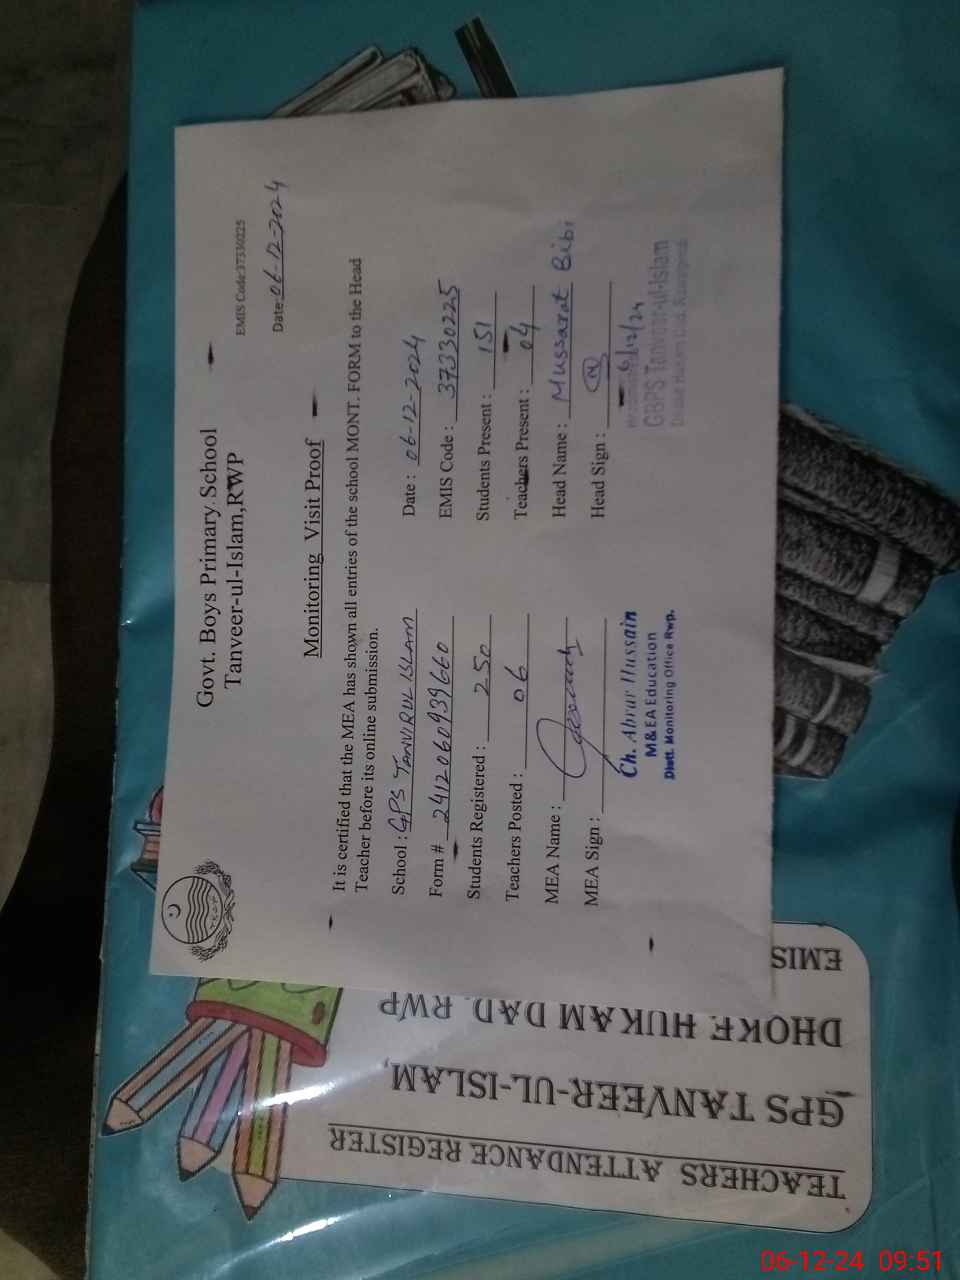 Govt. Boys Primary School
Tanveer-ul-Islam,RWP
EMIS Code:37330225
Date:06-12-2024
Monitoring Visit Proof
It is certified that the MEA has shown all entries of the school MONT. FORM to the Head
Teacher before its online submission.
School : GPS TANVIRUL ISLAM
Date : 06-12-2024
Form # 2412060939660
EMIS Code : 37330225
Students Registered : 250
Students Present : 151
Teachers Posted : 06
Teachers Present : 04
MEA Name :
Head Name : Mussarat Bibi
MEA Sign :
Head Sign :
6/12/24
Ch. Abrar Hussain
M&EA Education
Distt. Monitoring Office Rwp.
GBPS Tanveer-ul-Islam
TEACHERS ATTENDANCE REGISTER
GPS TANVEER-UL-ISLAM,
DHOKE HUKAM DAD, RWP
EMIS
06-12-24 09:51